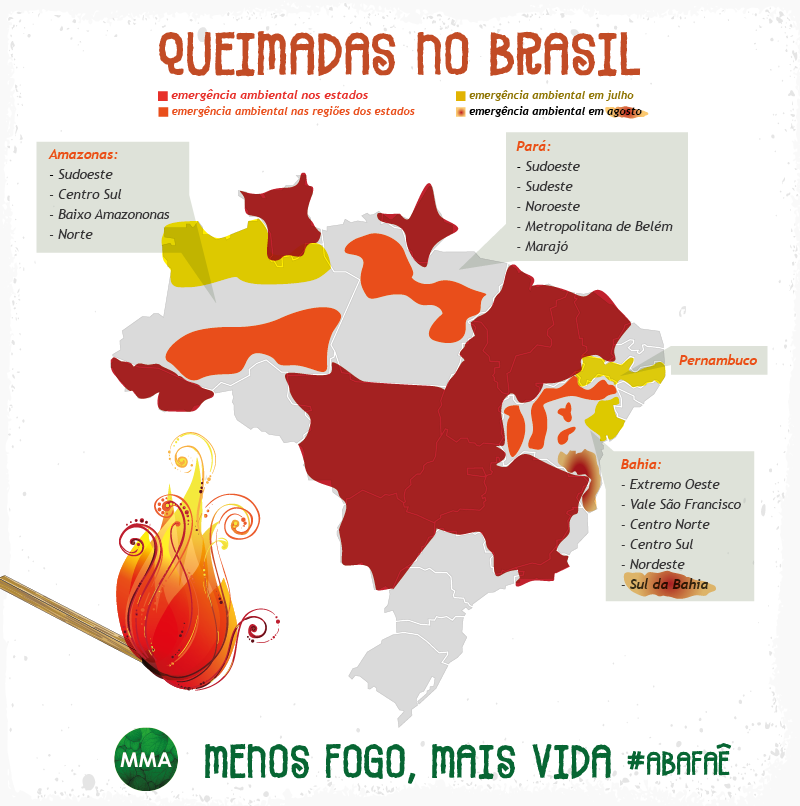 QUEIMADAS NO BRASIL
emergência ambiental nos estados
emergência ambiental nas regiões dos estados
emergência ambiental em julho
emergência ambiental em agosto
Amazonas:
- Sudoeste
- Centro Sul
- Baixo Amazononas
- Norte
Pará:
- Sudoeste
- Sudeste
- Noroeste
- Metropolitana de Belém
- Marajó
Pernambuco
Bahia:
- Extremo Oeste
- Vale São Francisco
- Centro Norte
- Centro Sul
- Nordeste
- Sul da Bahia
MMA
MENOS FOGO, MAIS VIDA #ABAFAÊ